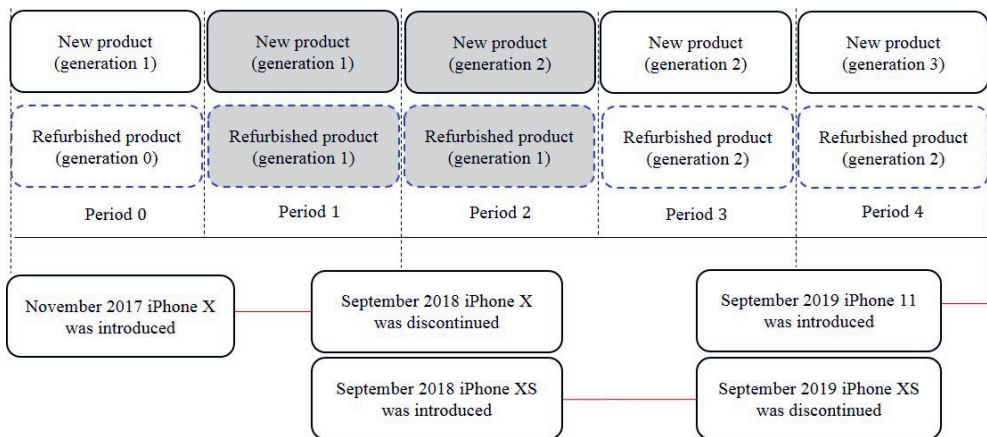 New product
(generation 1)
New product
(generation 1)
New product
(generation 2)
New product
(generation 2)
New product
(generation 3)
Refurbished product
(generation 0)
Refurbished product
(generation 1)
Refurbished product
(generation 1)
Refurbished product
(generation 2)
Refurbished product
(generation 2)
Period 0
Period 1
Period 2
Period 3
Period 4
November 2017 iPhone X
was introduced
September 2018 iPhone X
was discontinued
September 2019 iPhone 11
was introduced
September 2018 iPhone XS
was introduced
September 2019 iPhone XS
was discontinued